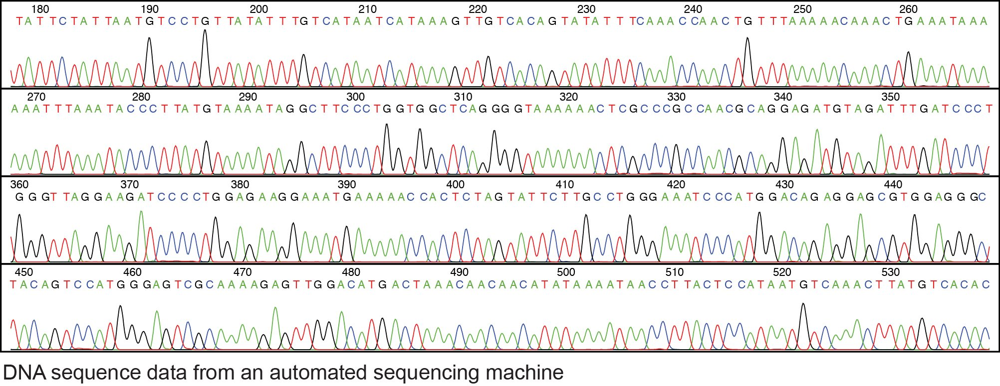 180 190 200 210 220 230 240 250 260
TATTCTATTAATGTCCTGTTATATTTGTCATAATCATAAAGTTGTCACAGTATATTTCAAACCAACTGTTTAAAAACAAACTGAAATAAA
270 280 290 300 310 320 330 340 350
AAATTTAAATACCCTTATGTAAAATAGGCTTCCCTGGTGGCTCAGGGGTAAAAAACTCGCCCGCCAACGCAGGAGATGTAGATTTGATCCCT
360 370 380 390 400 410 420 430 440
GGGTTAGGAAGATCCCCTGGAGAAGGAAATGAAAAACCACTCTAGTATTCTTGCCTGGGAAATCCCATGGACAGAGGAGCGTGGAGGGC
450 460 470 480 490 500 510 520 530
TACAGTCCATGGGAGTCGCAAAAGAGTTGGACATGACTAAACAACAACATATAAAATAACCTTACTCCATAATGTCAAACTTATGTCACAC
DNA sequence data from an automated sequencing machine